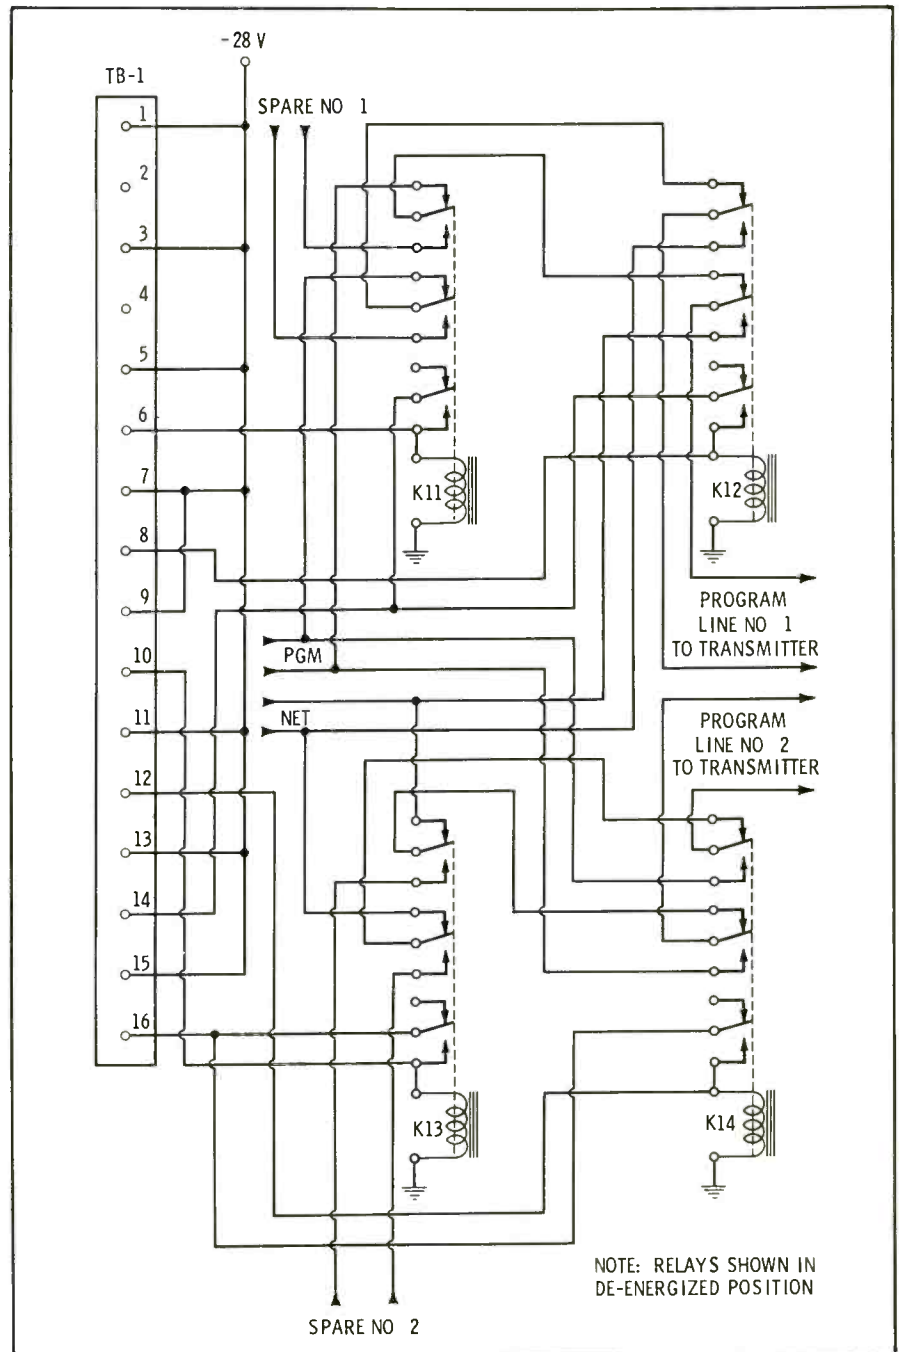 -28 V
TB-1
SPARE NO 1
1
2
3
4
5
6
7
8
9
10
11
12
13
14
15
16
K11
K12
PROGRAM
LINE NO 1
TO TRANSMITTER
PGM
NET
PROGRAM
LINE NO 2
TO TRANSMITTER
K13
K14
NOTE: RELAYS SHOWN IN
DE-ENERGIZED POSITION
SPARE NO 2